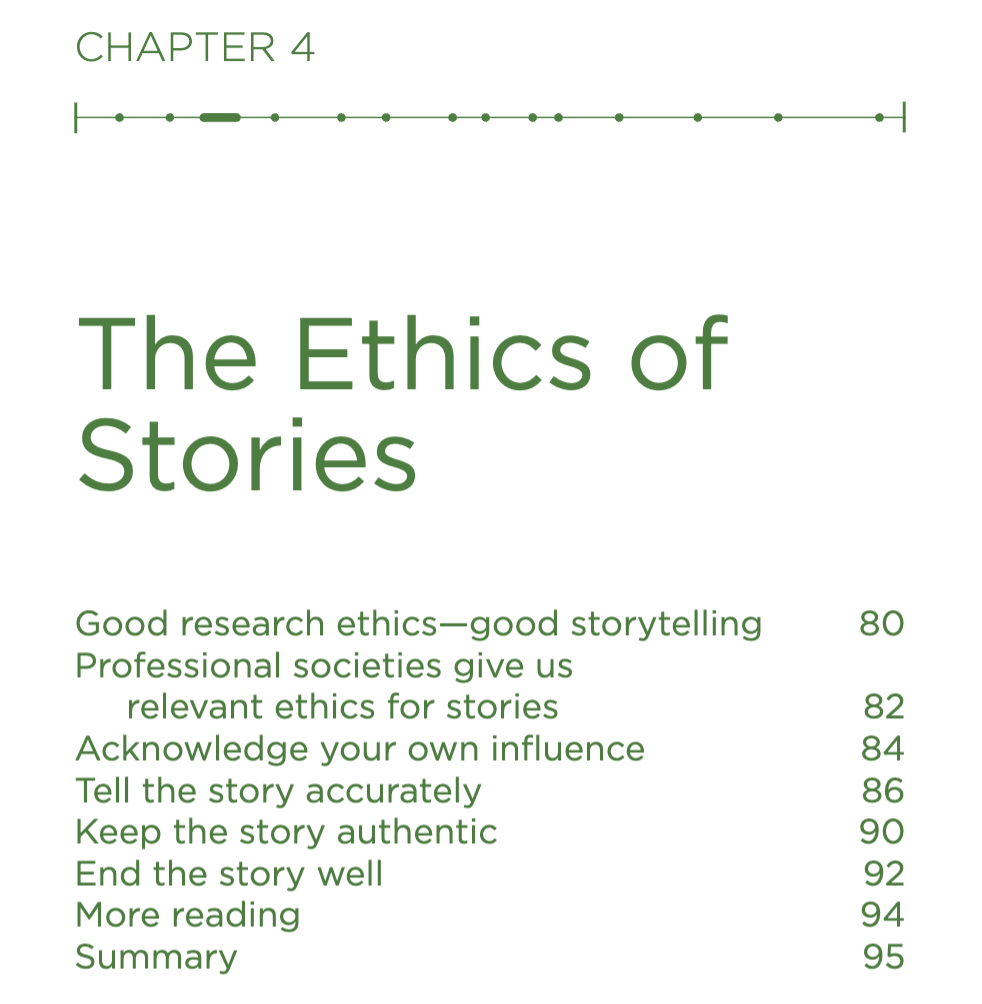 CHAPTER 4
The Ethics of
Stories
Good research ethics—good storytelling 80
Professional societies give us
relevant ethics for stories 82
Acknowledge your own influence 84
Tell the story accurately 86
Keep the story authentic 90
End the story well 92
More reading 94
Summary 95